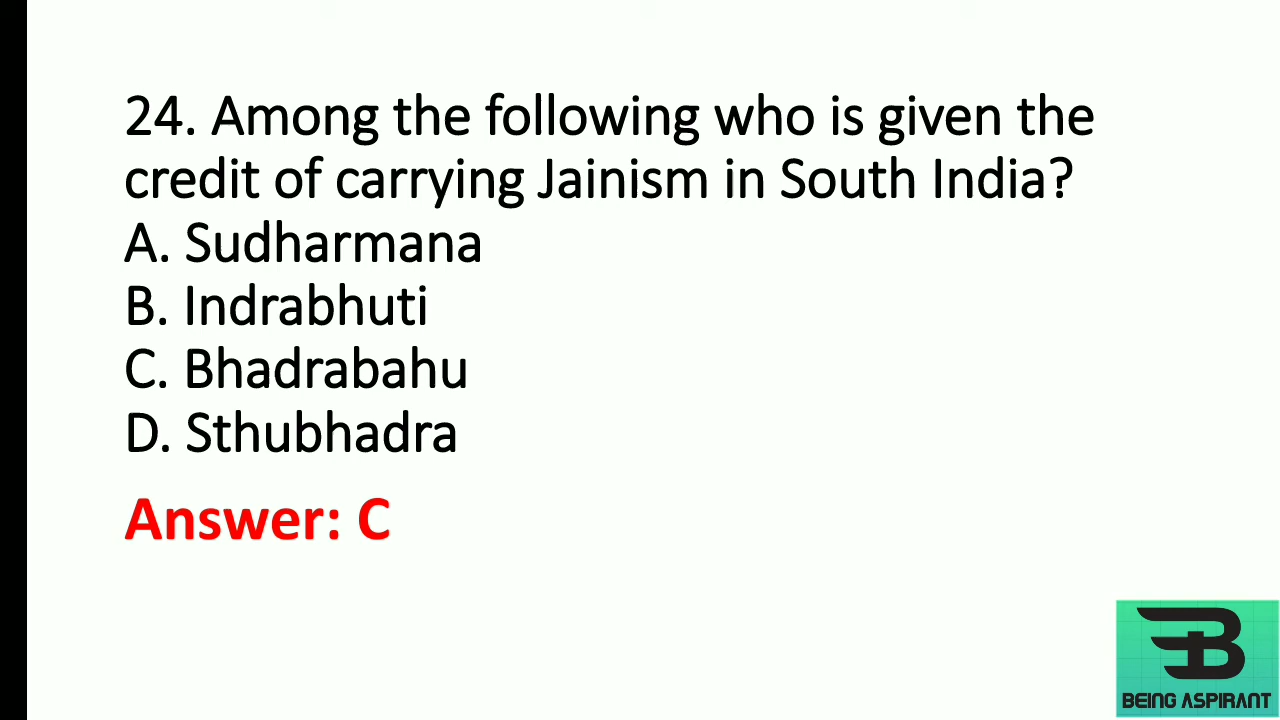 24. Among the following who is given the
credit of carrying Jainism in South India?
A. Sudharmana
B. Indrabhuti
C. Bhadrabahu
D. Sthubhadra
Answer: C
B
BEING ASPIRANT